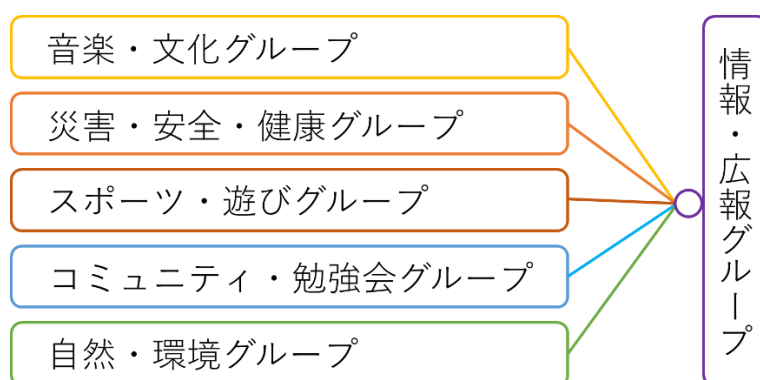 音楽・文化グループ
災害・安全・健康グループ
スポーツ・遊びグループ
コミュニティ・勉強会グループ
自然・環境グループ
情報・広報グループ